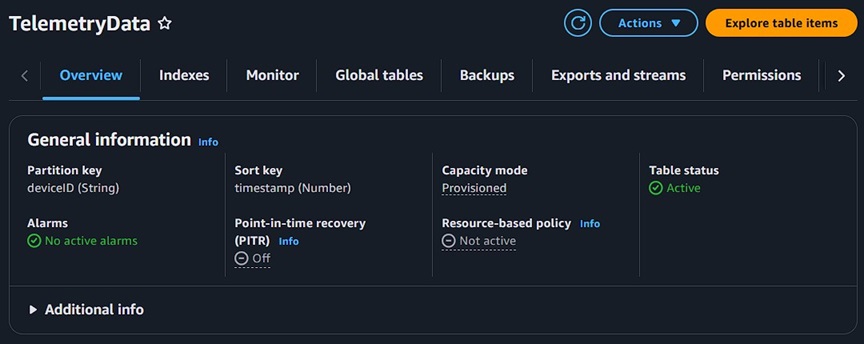 TelemetryData
Actions
Explore table items
Overview
Indexes
Monitor
Global tables
Backups
Exports and streams
Permissions
General information Info
Partition key
deviceID (String)
Sort key
timestamp (Number)
Capacity mode
Provisioned
Table status
Active
Alarms
No active alarms
Point-in-time recovery
(PITR) Info
Off
Resource-based policy Info
Not active
Additional info